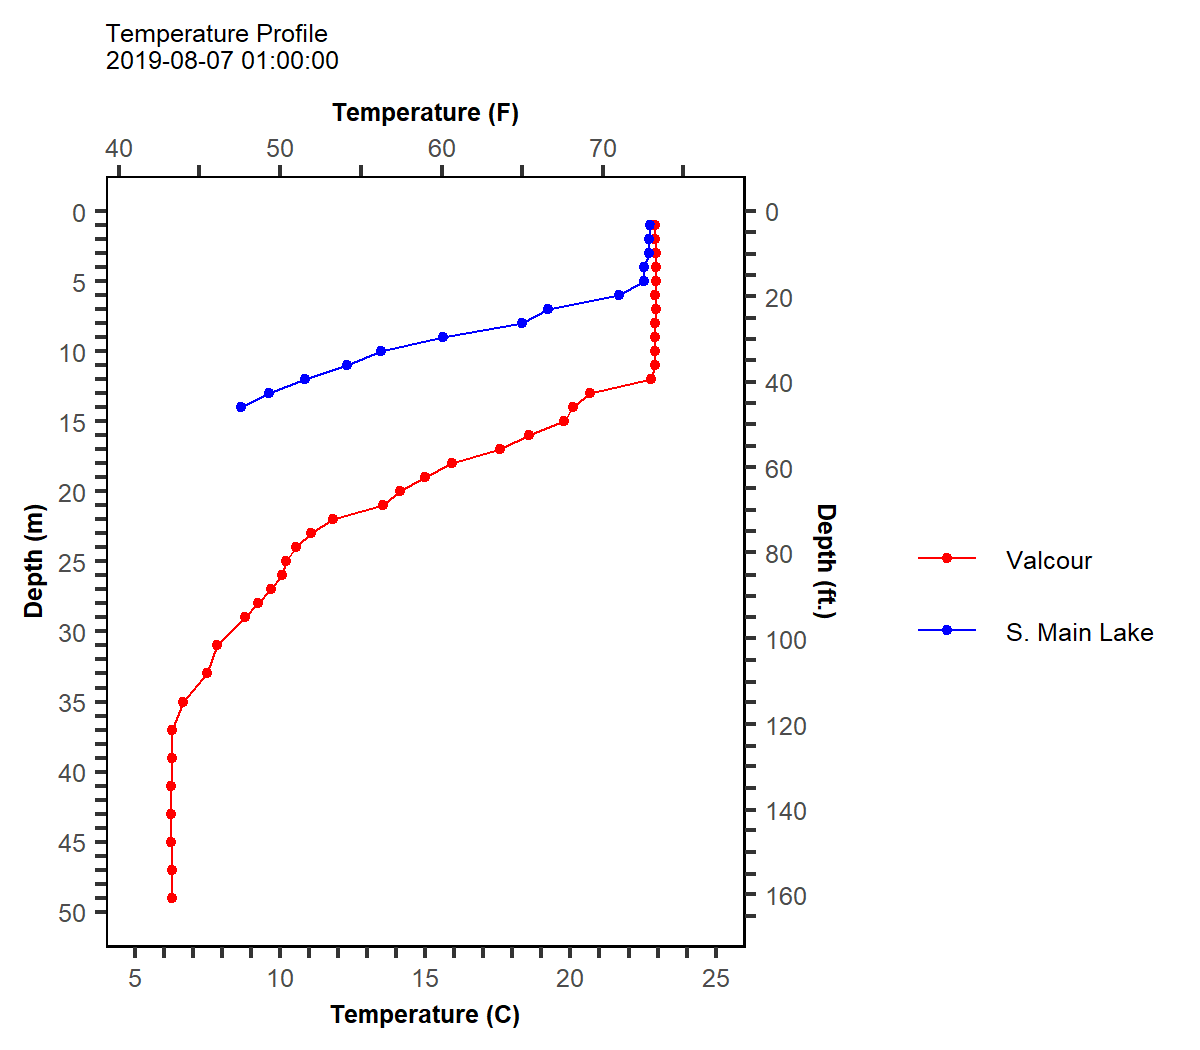 Temperature Profile
2019-08-07 01:00:00
Temperature (F)
40 50 60 70
0
5
10
15
20
25
30
35
40
45
50
Depth (m)
0
20
40
60
80
100
120
140
160
Depth (ft.)
Valcour
S. Main Lake
5 10 15 20 25
Temperature (C)